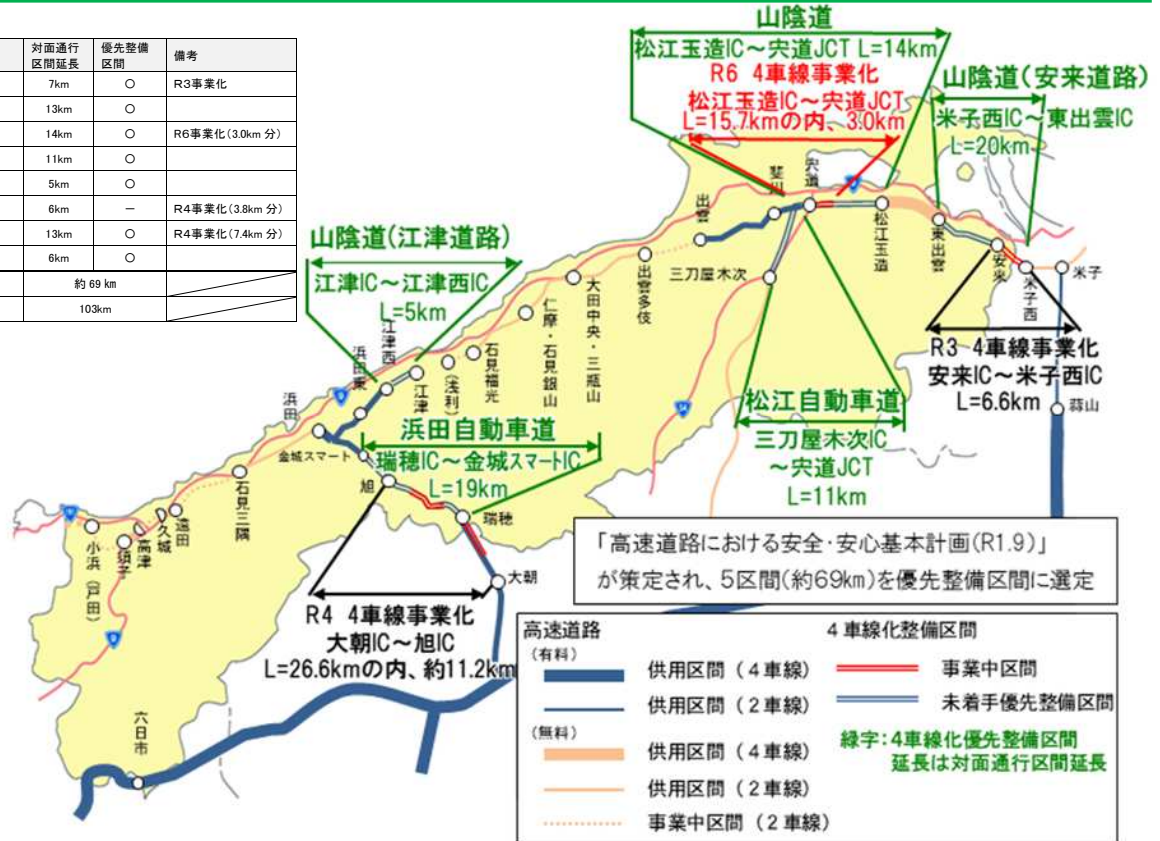 対面通行区間延長 優先整備区間 備考
7km ○ R3事業化
13km ○
14km ○ R6事業化(3.0km 分)
11km ○
5km ○
6km － R4事業化(3.8km 分)
13km ○ R4事業化(7.4km 分)
6km ○
約 69 km
103km
山陰道
松江玉造IC～宍道JCT L=14km
R6 4車線事業化
松江玉造IC～宍道JCT
L=15.7kmの内、3.0km
山陰道(安来道路)
米子西IC～東出雲IC
L=20km
山陰道(江津道路)
江津IC～江津西IC
L=5km
浜田自動車道
瑞穂IC～金城スマートIC
L=19km
松江自動車道
三刀屋木次IC
～宍道JCT
L=11km
R3 4車線事業化
安来IC～米子西IC
L=6.6km
R4 4車線事業化
大朝IC～旭IC
L=26.6kmの内、約11.2km
米子
米子西
安来
東出雲
松江玉造
宍道
斐川
出雲
三刀屋木次
出雲多伎
大田中央・三瓶山
仁摩・石見銀山
石見福光
(浅利)
江津
江津西
浜田東
浜田
金城スマート
旭
瑞穂
大朝
石見三隅
遠田
久城
高津
須子
小浜(戸田)
六日市
蒜山
9
9
54
9
「高速道路における安全・安心基本計画(R1.9)」
が策定され、5区間(約69km)を優先整備区間に選定
高速道路 4車線化整備区間
(有料)
供用区間(4車線) 事業中区間
供用区間(2車線) 未着手優先整備区間
(無料)
供用区間(4車線)
供用区間(2車線)
事業中区間(2車線)
緑字:4車線化優先整備区間
延長は対面通行区間延長